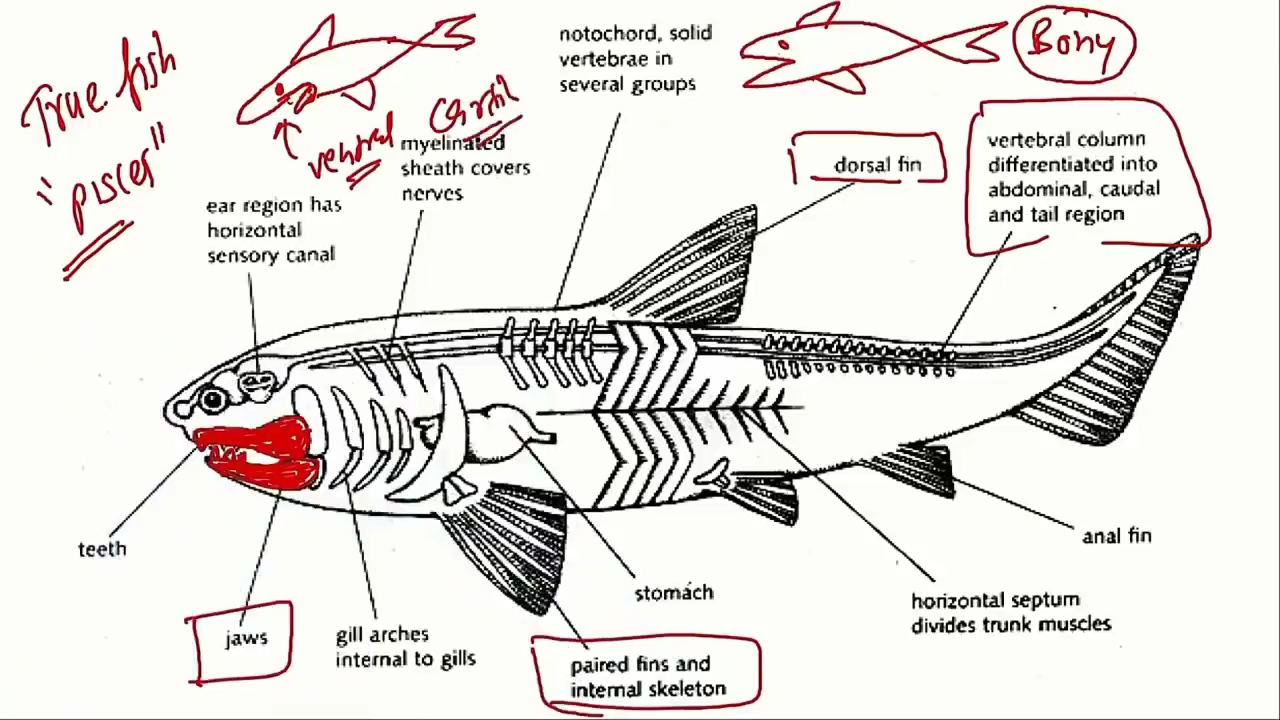 True fish
"pisces"
ventral
Cartil
Bony
notochord, solid
vertebrae in
several groups
myelinated
sheath covers
nerves
ear region has
horizontal
sensory canal
dorsal fin
vertebral column
differentiated into
abdominal, caudal
and tail region
teeth
jaws
gill arches
internal to gills
stomach
paired fins and
internal skeleton
horizontal septum
divides trunk muscles
anal fin